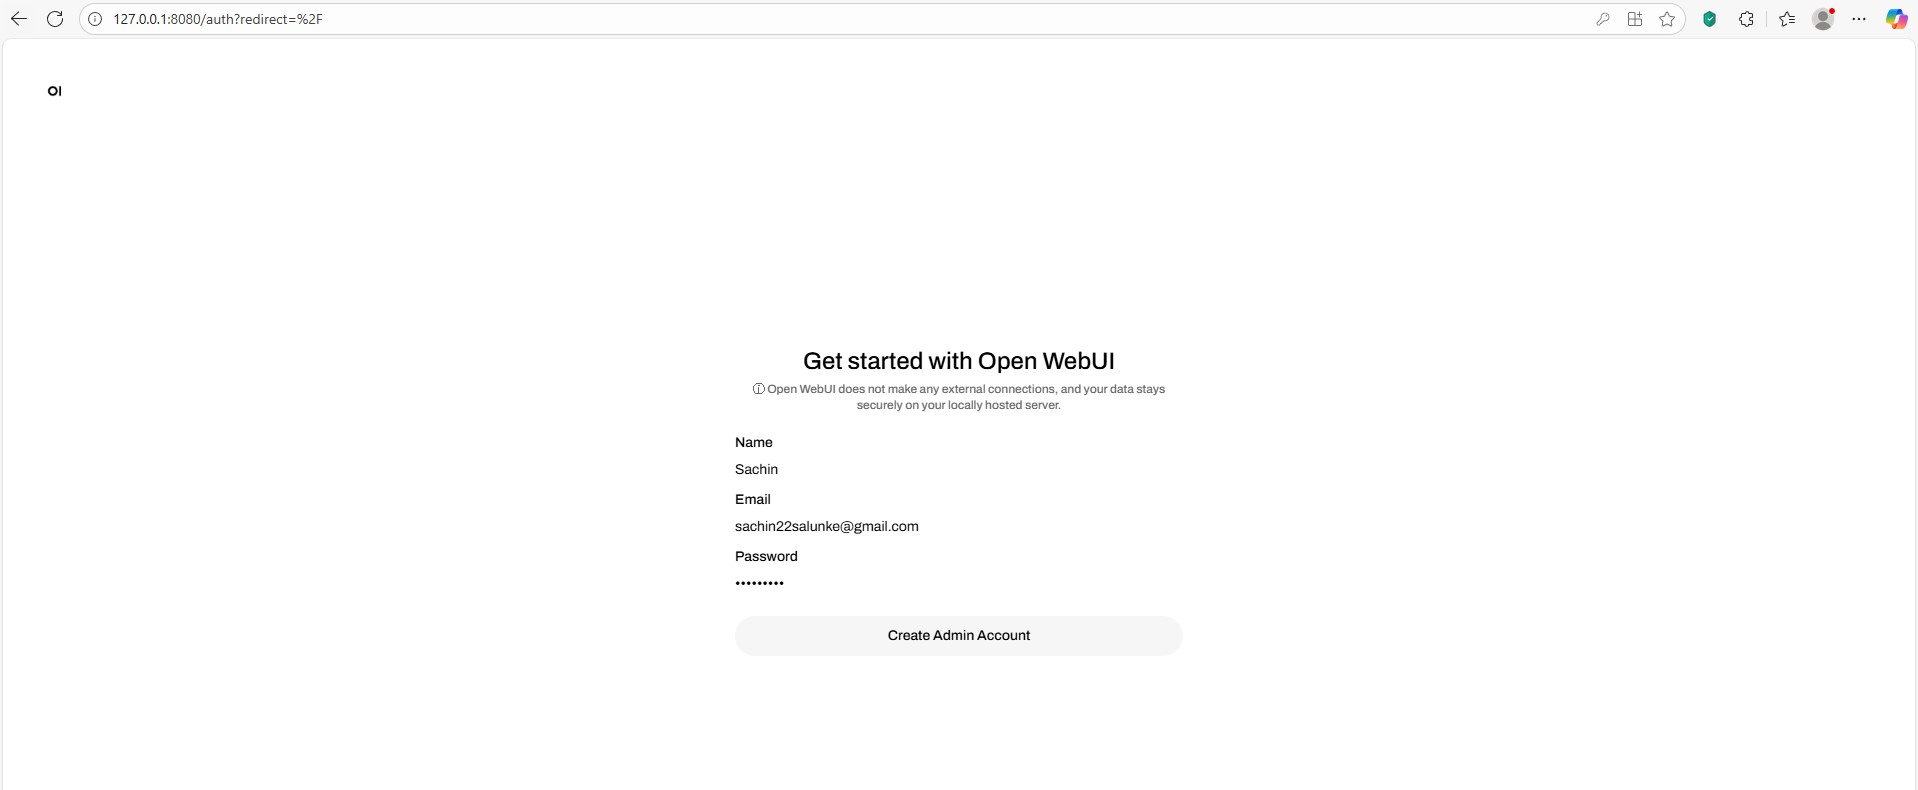 127.0.0.1:8080/auth?redirect=%2F
OI
Get started with Open WebUI
ⓘ Open WebUI does not make any external connections, and your data stays
securely on your locally hosted server.
Name
Sachin
Email
sachin22salunke@gmail.com
Password
•••••••••
Create Admin Account